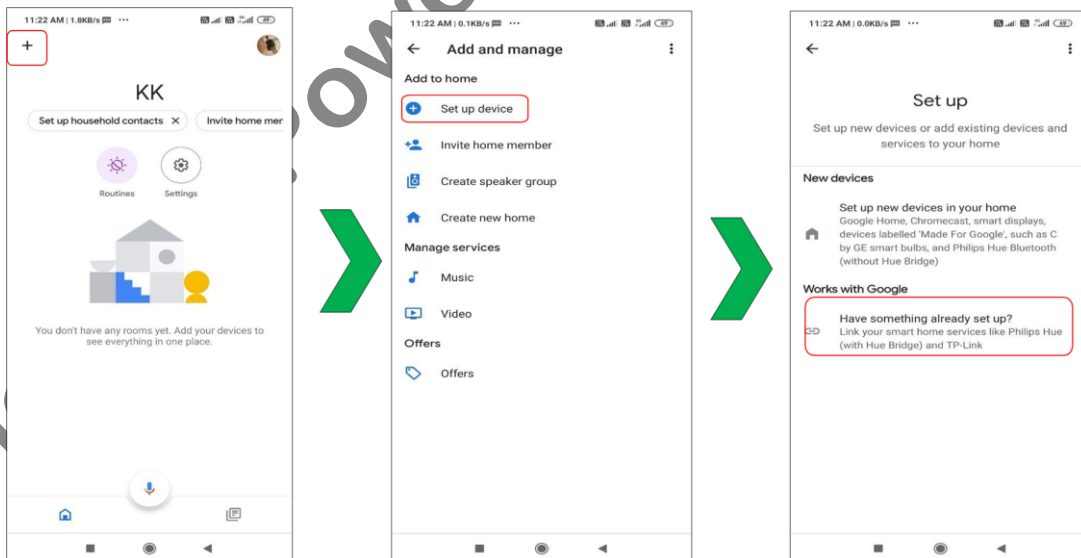 11:22 AM | 1.8KB/s ··· 49
+
KK
Set up household contacts X
Invite home mer
Routines
Settings
You don't have any rooms yet. Add your devices to
see everything in one place.
11:22 AM | 0.1KB/s ··· 49
Add and manage
Add to home
Set up device
Invite home member
Create speaker group
Create new home
Manage services
Music
Video
Offers
Offers
11:22 AM | 0.0KB/s ··· 49
Set up
Set up new devices or add existing devices and
services to your home
New devices
Set up new devices in your home
Google Home, Chromecast, smart displays,
devices labelled 'Made For Google', such as C
by GE smart bulbs, and Philips Hue Bluetooth
(without Hue Bridge)
Works with Google
Have something already set up?
Link your smart home services like Philips Hue
(with Hue Bridge) and TP-Link